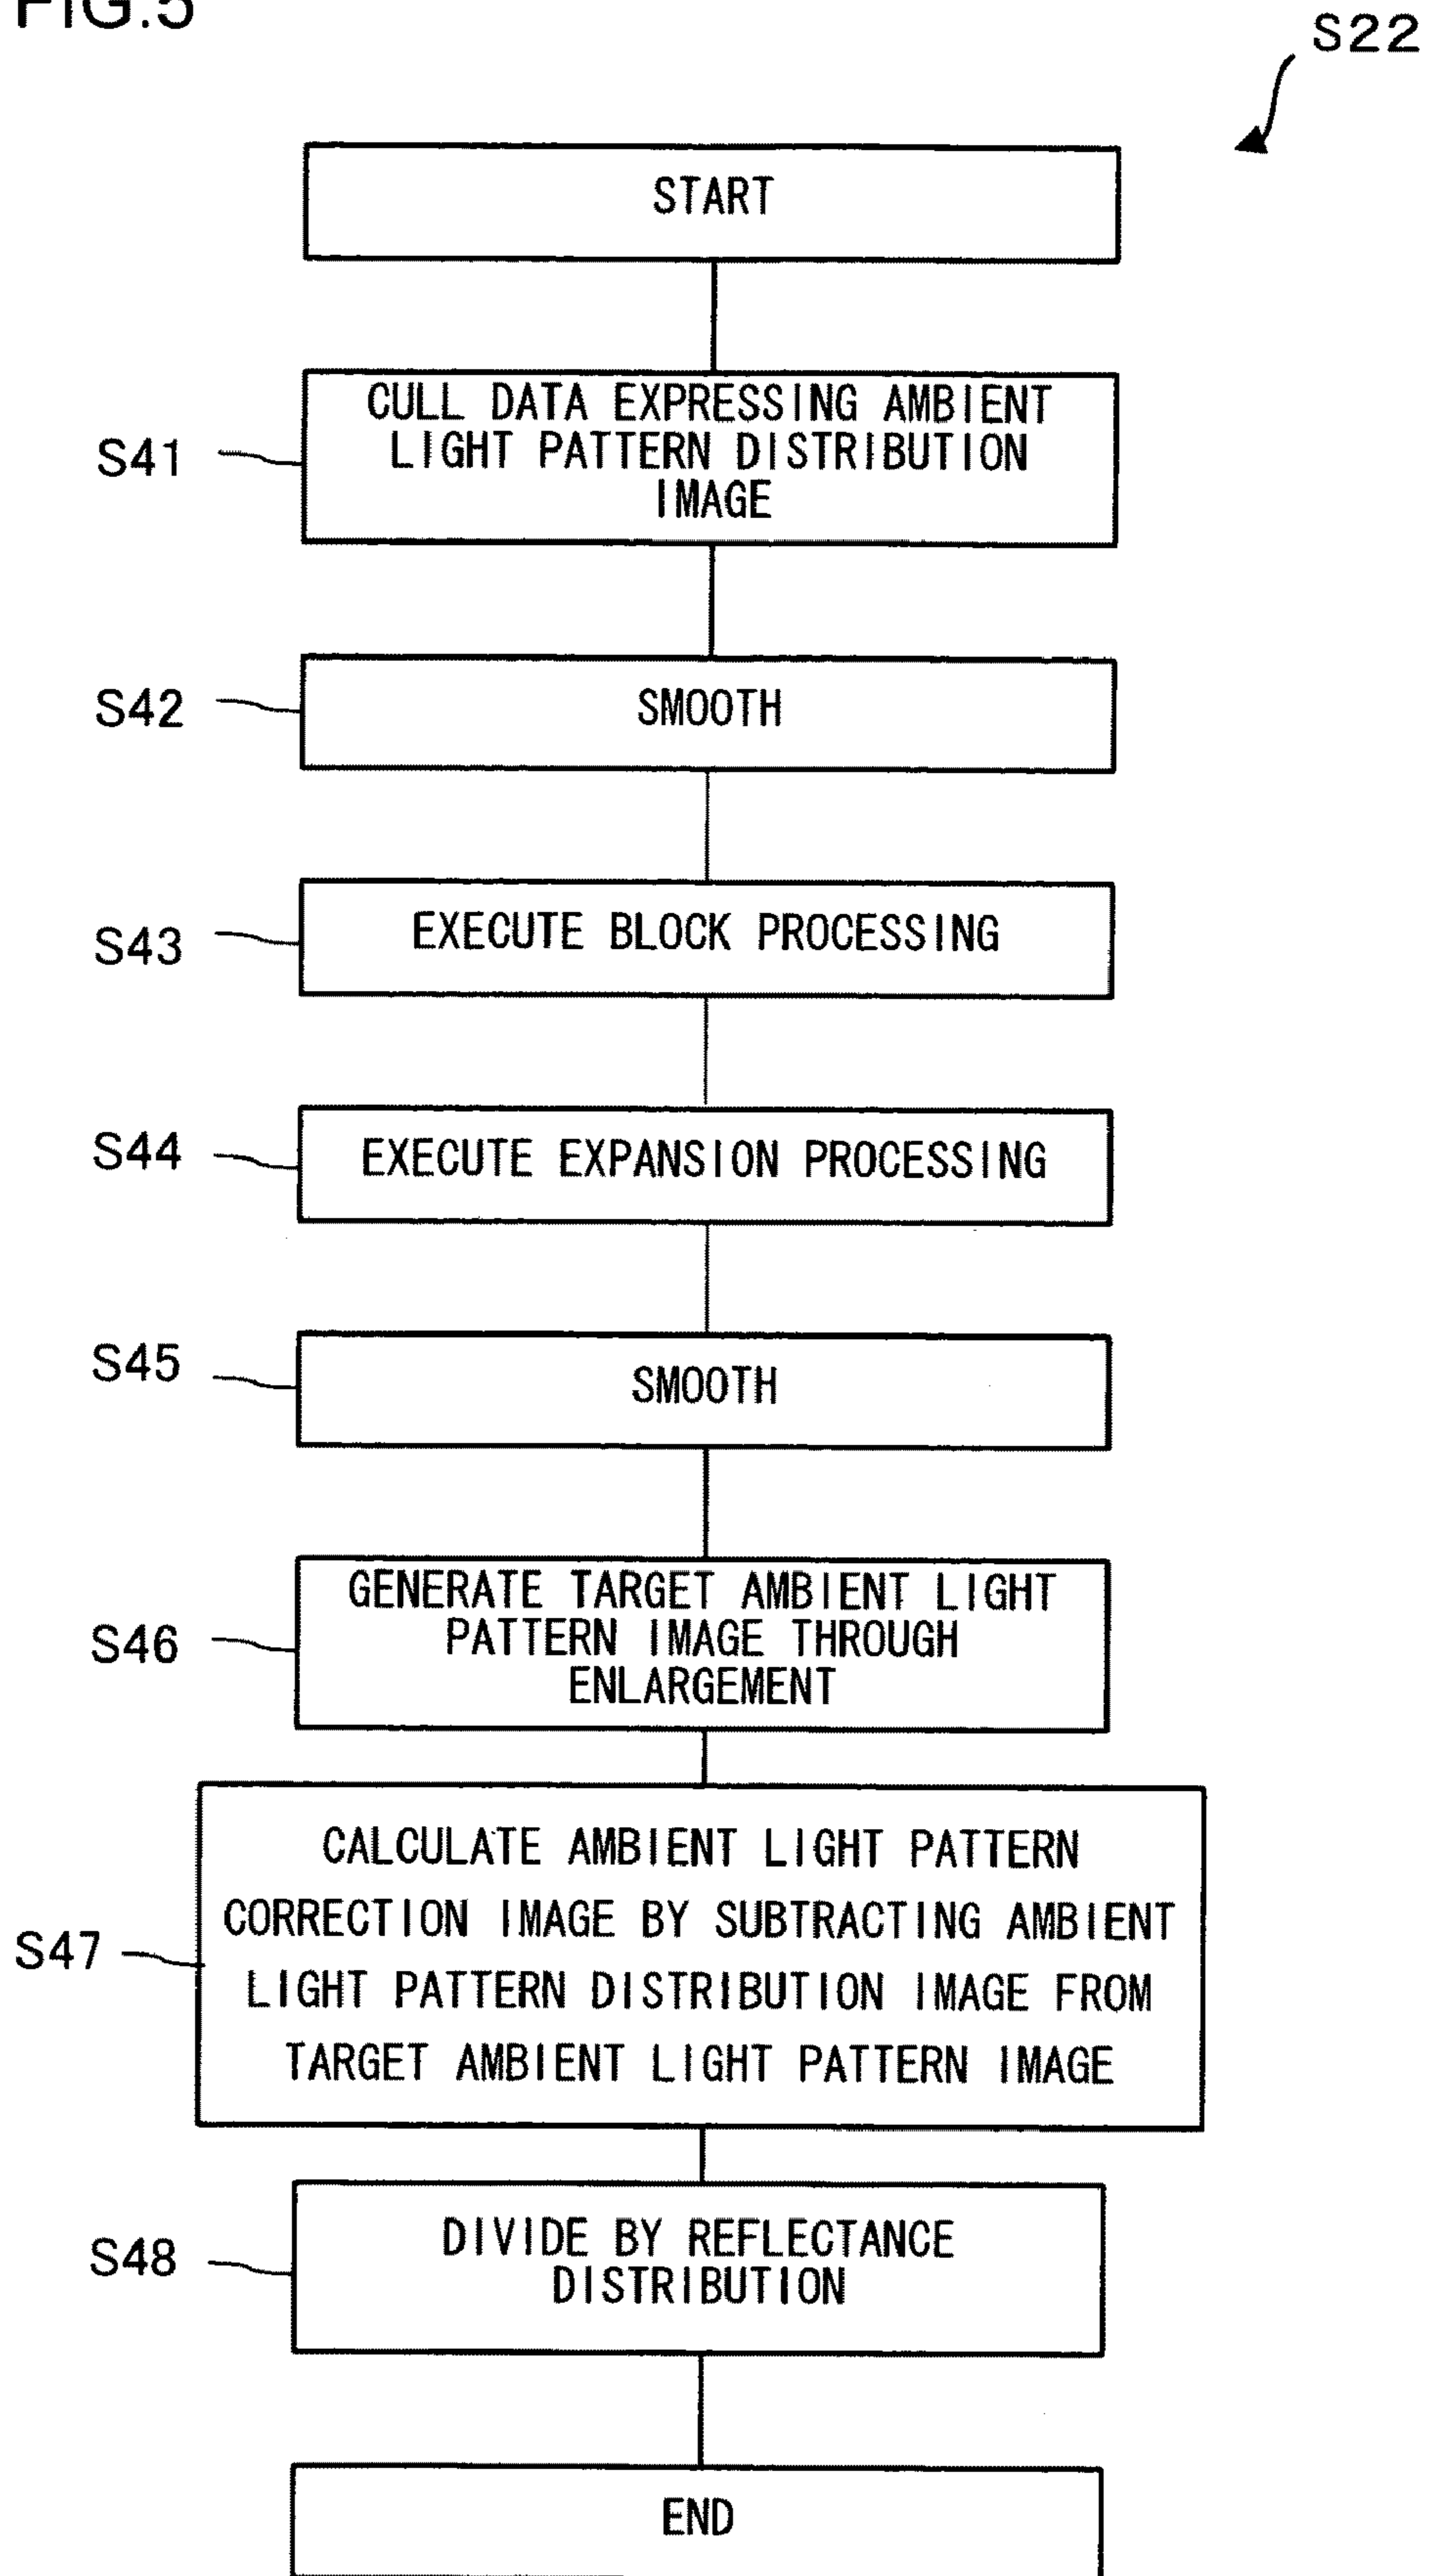 FIG.5
S22
START
S41
CULL DATA EXPRESSING AMBIENT
LIGHT PATTERN DISTRIBUTION
IMAGE
S42
SMOOTH
S43
EXECUTE BLOCK PROCESSING
S44
EXECUTE EXPANSION PROCESSING
S45
SMOOTH
S46
GENERATE TARGET AMBIENT LIGHT
PATTERN IMAGE THROUGH
ENLARGEMENT
S47
CALCULATE AMBIENT LIGHT PATTERN
CORRECTION IMAGE BY SUBTRACTING AMBIENT
LIGHT PATTERN DISTRIBUTION IMAGE FROM
TARGET AMBIENT LIGHT PATTERN IMAGE
S48
DIVIDE BY REFLECTANCE
DISTRIBUTION
END